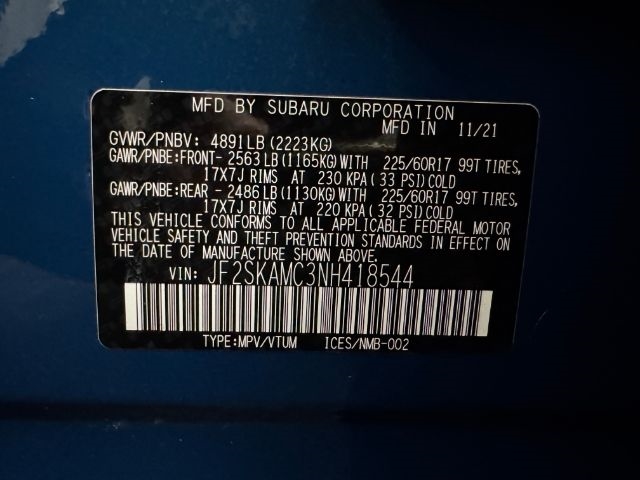 MFD BY SUBARU CORPORATION
MFD IN 11/21
GVWR/PNBV: 4891LB(2223KG)
GAWR/PNBE:FRONT- 2563LB(1165KG)WITH 225/60R17 99T TIRES,
17X7J RIMS AT 230 KPA(33 PSI)COLD
GAWR/PNBE:REAR - 2486LB(1130KG)WITH 225/60R17 99T TIRES,
17X7J RIMS AT 220 KPA(32 PSI)COLD
THIS VEHICLE CONFORMS TO ALL APPLICABLE FEDERAL MOTOR
VEHICLE SAFETY AND THEFT PREVENTION STANDARDS IN EFFECT ON
THE DATE OF MANUFACTURE SHOWN ABOVE.
VIN: JF2SKAMC3NH418544
TYPE:MPV/VTUM ICES/NMB-002